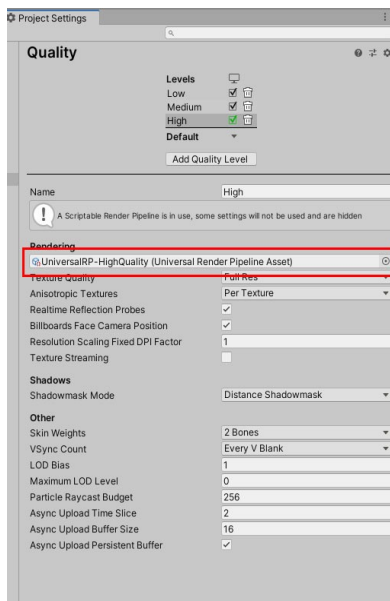 Project Settings
Quality
Levels
Low
Medium
High
Default
Add Quality Level
Name High
A Scriptable Render Pipeline is in use, some settings will not be used and are hidden
Rendering
UniversalRP-HighQuality (Universal Render Pipeline Asset)
Texture Quality Full Res
Anisotropic Textures Per Texture
Realtime Reflection Probes
Billboards Face Camera Position
Resolution Scaling Fixed DPI Factor 1
Texture Streaming
Shadows
Shadowmask Mode Distance Shadowmask
Other
Skin Weights 2 Bones
VSync Count Every V Blank
LOD Bias 1
Maximum LOD Level 0
Particle Raycast Budget 256
Async Upload Time Slice 2
Async Upload Buffer Size 16
Async Upload Persistent Buffer